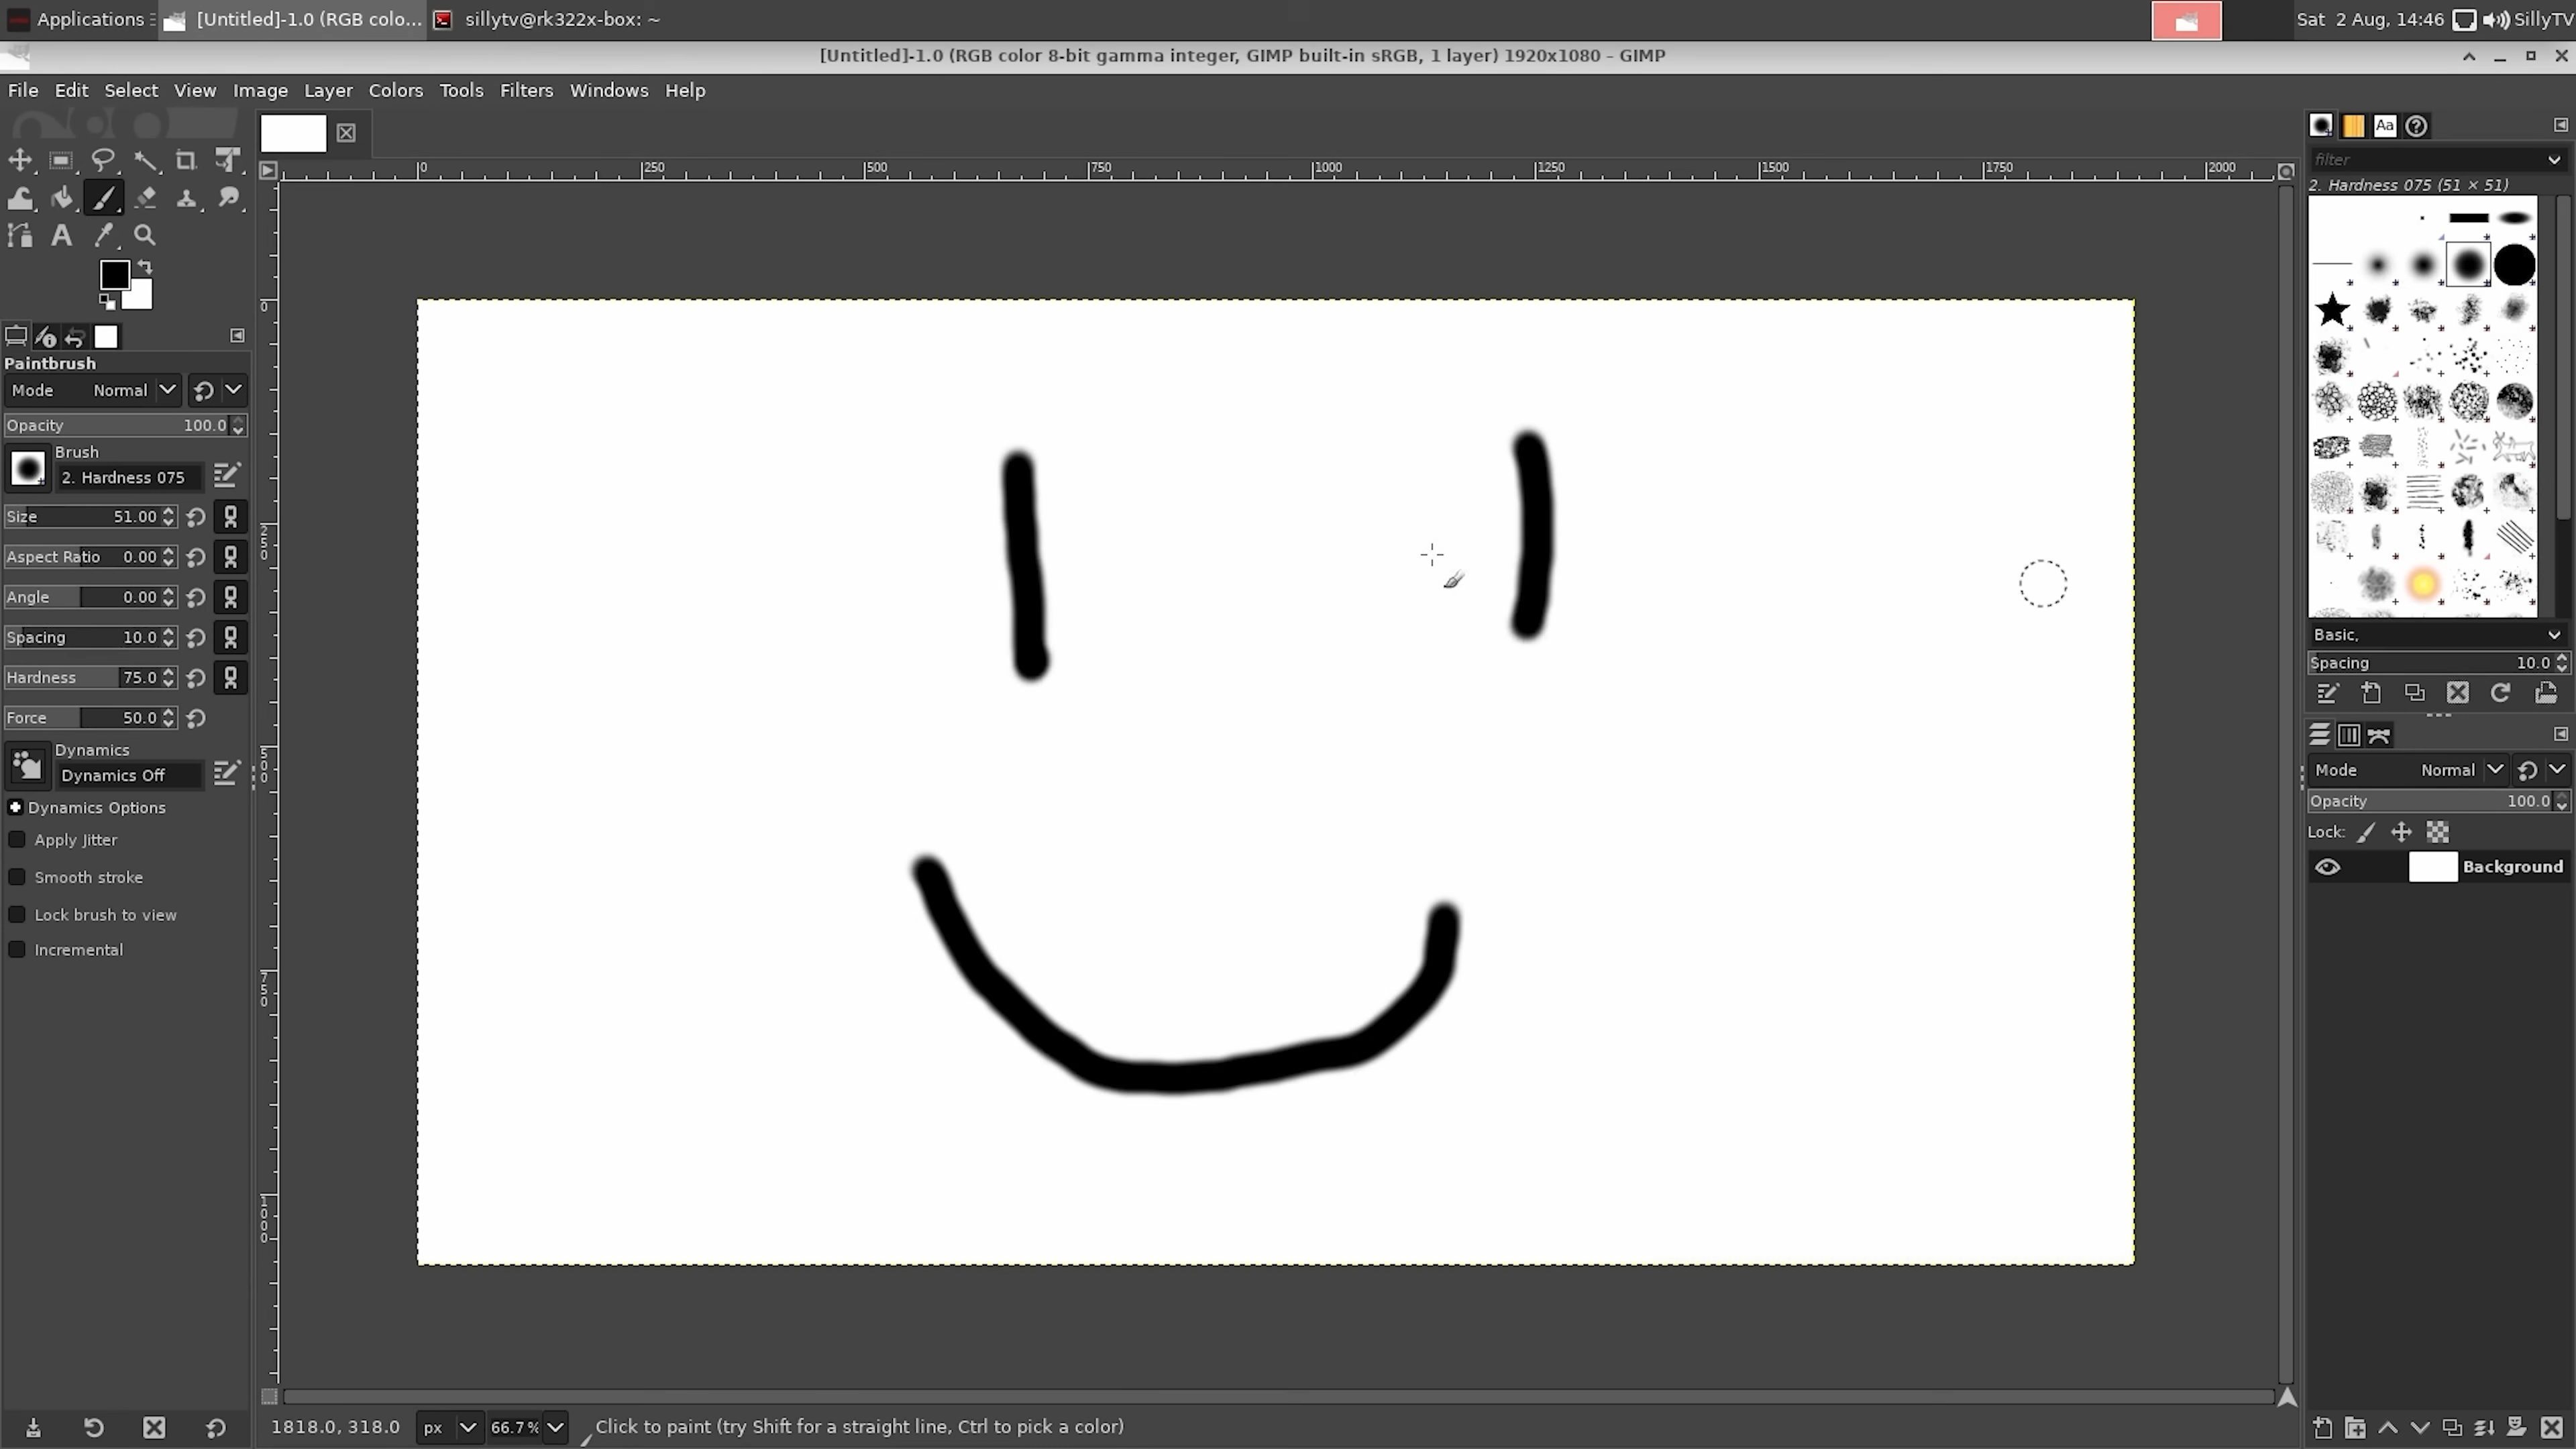 Applications
[Untitled]-1.0 (RGB colo...
sillytv@rk322x-box: ~
Sat 2 Aug, 14:46
SillyTV
[Untitled]-1.0 (RGB color 8-bit gamma integer, GIMP built-in sRGB, 1 layer) 1920x1080 – GIMP
File Edit Select View Image Layer Colors Tools Filters Windows Help
0 250 500 750 1000 1250 1500 1750 2000
0
250
500
750
1000
A
Paintbrush
Mode Normal
Opacity 100.0
Brush
2. Hardness 075
Size 51.00
Aspect Ratio 0.00
Angle 0.00
Spacing 10.0
Hardness 75.0
Force 50.0
Dynamics
Dynamics Off
Dynamics Options
Apply Jitter
Smooth stroke
Lock brush to view
Incremental
1818.0, 318.0 px 66.7 % Click to paint (try Shift for a straight line, Ctrl to pick a color)
Aa
filter
2. Hardness 075 (51 × 51)
Basic,
Spacing 10.0
Mode Normal
Opacity 100.0
Lock:
Background